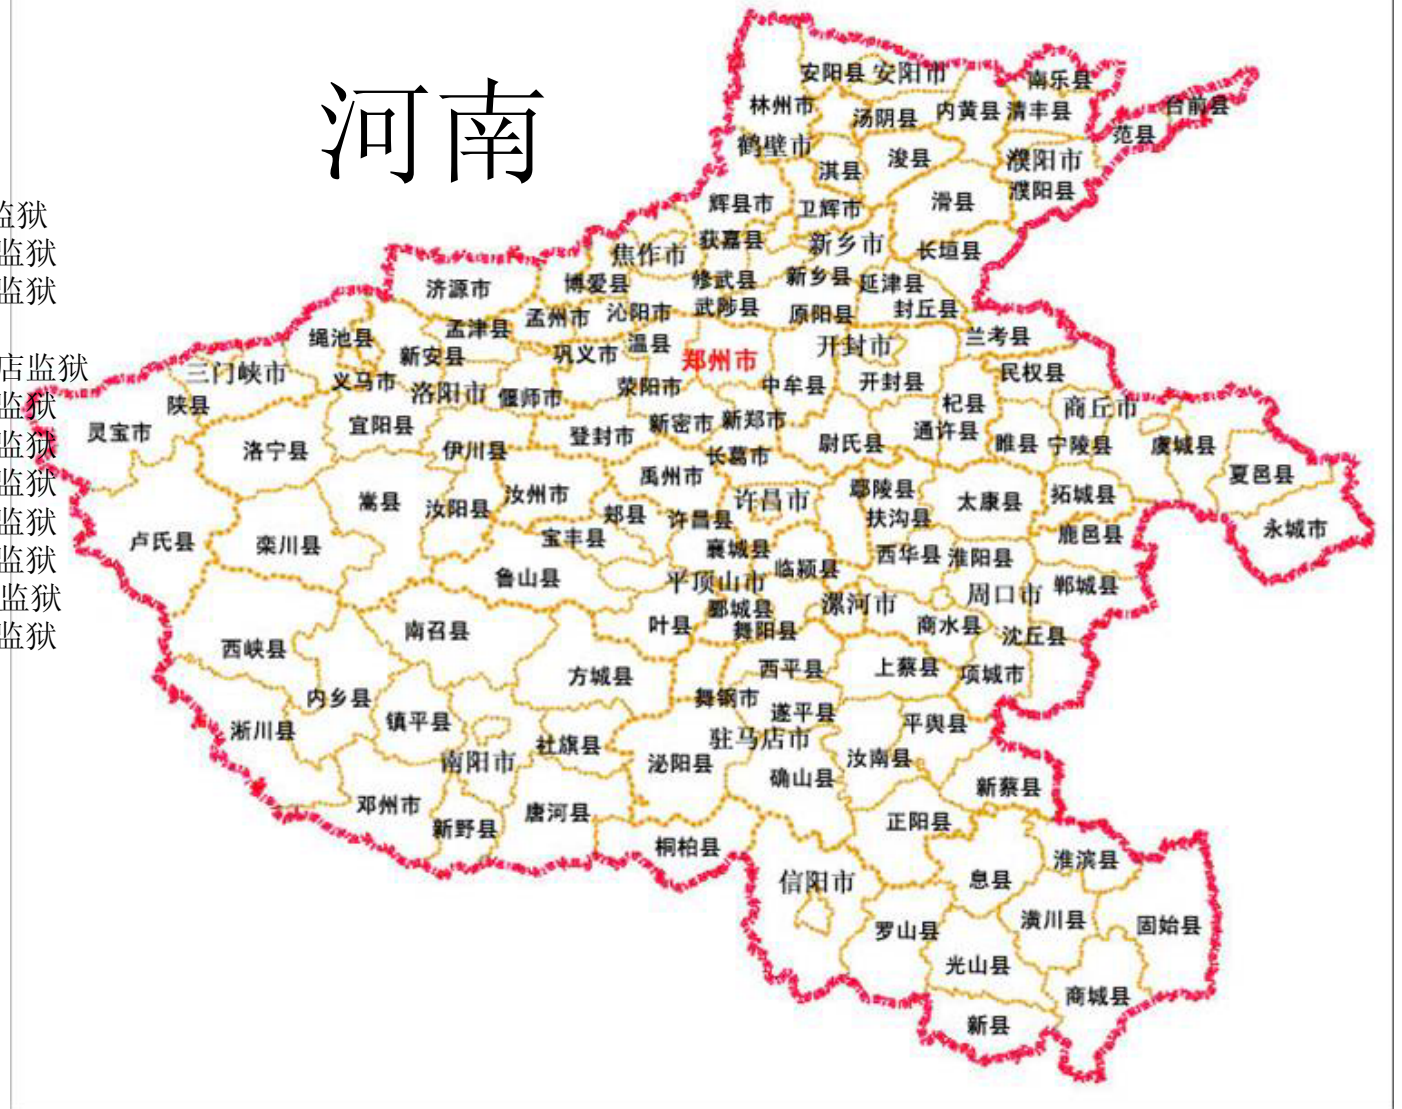 河南
监狱
监狱
监狱
店监狱
监狱
监狱
监狱
监狱
监狱
监狱
监狱
安阳县
安阳市
南乐县
林州市
汤阴县
内黄县
清丰县
台前县
范县
鹤壁市
淇县
浚县
濮阳市
濮阳县
辉县市
卫辉市
滑县
焦作市
获嘉县
新乡市
长垣县
济源市
博爱县
修武县
新乡县
延津县
孟州市
沁阳市
武陟县
原阳县
封丘县
绳池县
孟津县
新安县
巩义市
温县
郑州市
开封市
兰考县
三门峡市
义马市
洛阳市
偃师市
荥阳市
中牟县
开封县
民权县
陕县
杞县
商丘市
灵宝市
洛宁县
宜阳县
伊川县
登封市
新密市
新郑市
尉氏县
通许县
睢县
宁陵县
虞城县
长葛市
夏邑县
嵩县
汝阳县
汝州市
禹州市
许昌市
鄢陵县
太康县
拓城县
郏县
许昌县
扶沟县
永城市
卢氏县
栾川县
宝丰县
襄城县
鹿邑县
鲁山县
平顶山市
临颍县
西华县
淮阳县
郸城县
周口市
郾城县
漯河市
叶县
舞阳县
商水县
沈丘县
西峡县
南召县
方城县
西平县
上蔡县
项城市
内乡县
舞钢市
遂平县
平舆县
淅川县
镇平县
社旗县
驻马店市
南阳市
泌阳县
确山县
汝南县
新蔡县
邓州市
新野县
唐河县
正阳县
桐柏县
淮滨县
信阳市
息县
潢川县
固始县
罗山县
光山县
商城县
新县